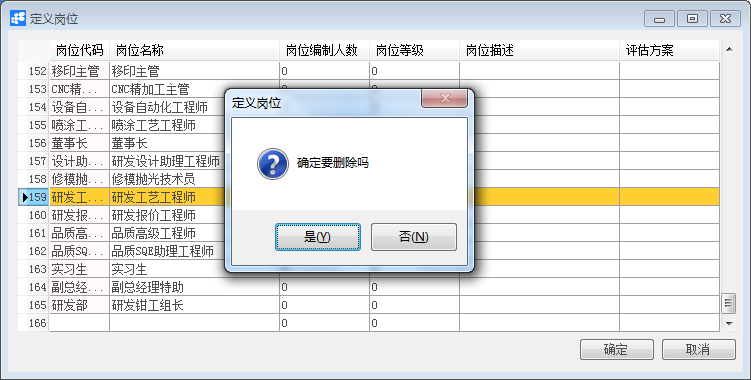 定义岗位
岗位代码 岗位名称 岗位编制人数 岗位等级 岗位描述 评估方案
152 移印主管 移印主管 0 0
153 CNC精... CNC精加工主管
154 设备自... 设备自动化工程师
155 喷涂工... 喷涂工艺工程师
156 董事长 董事长
157 设计助... 研发设计助理工程师
158 修模抛... 修模抛光技术员
159 研发工... 研发工艺工程师
160 研发报... 研发报价工程师
161 品质高... 品质高级工程师
162 品质SQ... 品质SQE助理工程师
163 实习生 实习生
164 副总经... 副总经理特助 0 0
165 研发部 研发钳工组长 0 0
166 0 0
定义岗位
确定要删除吗
是(Y) 否(N)
确定 取消